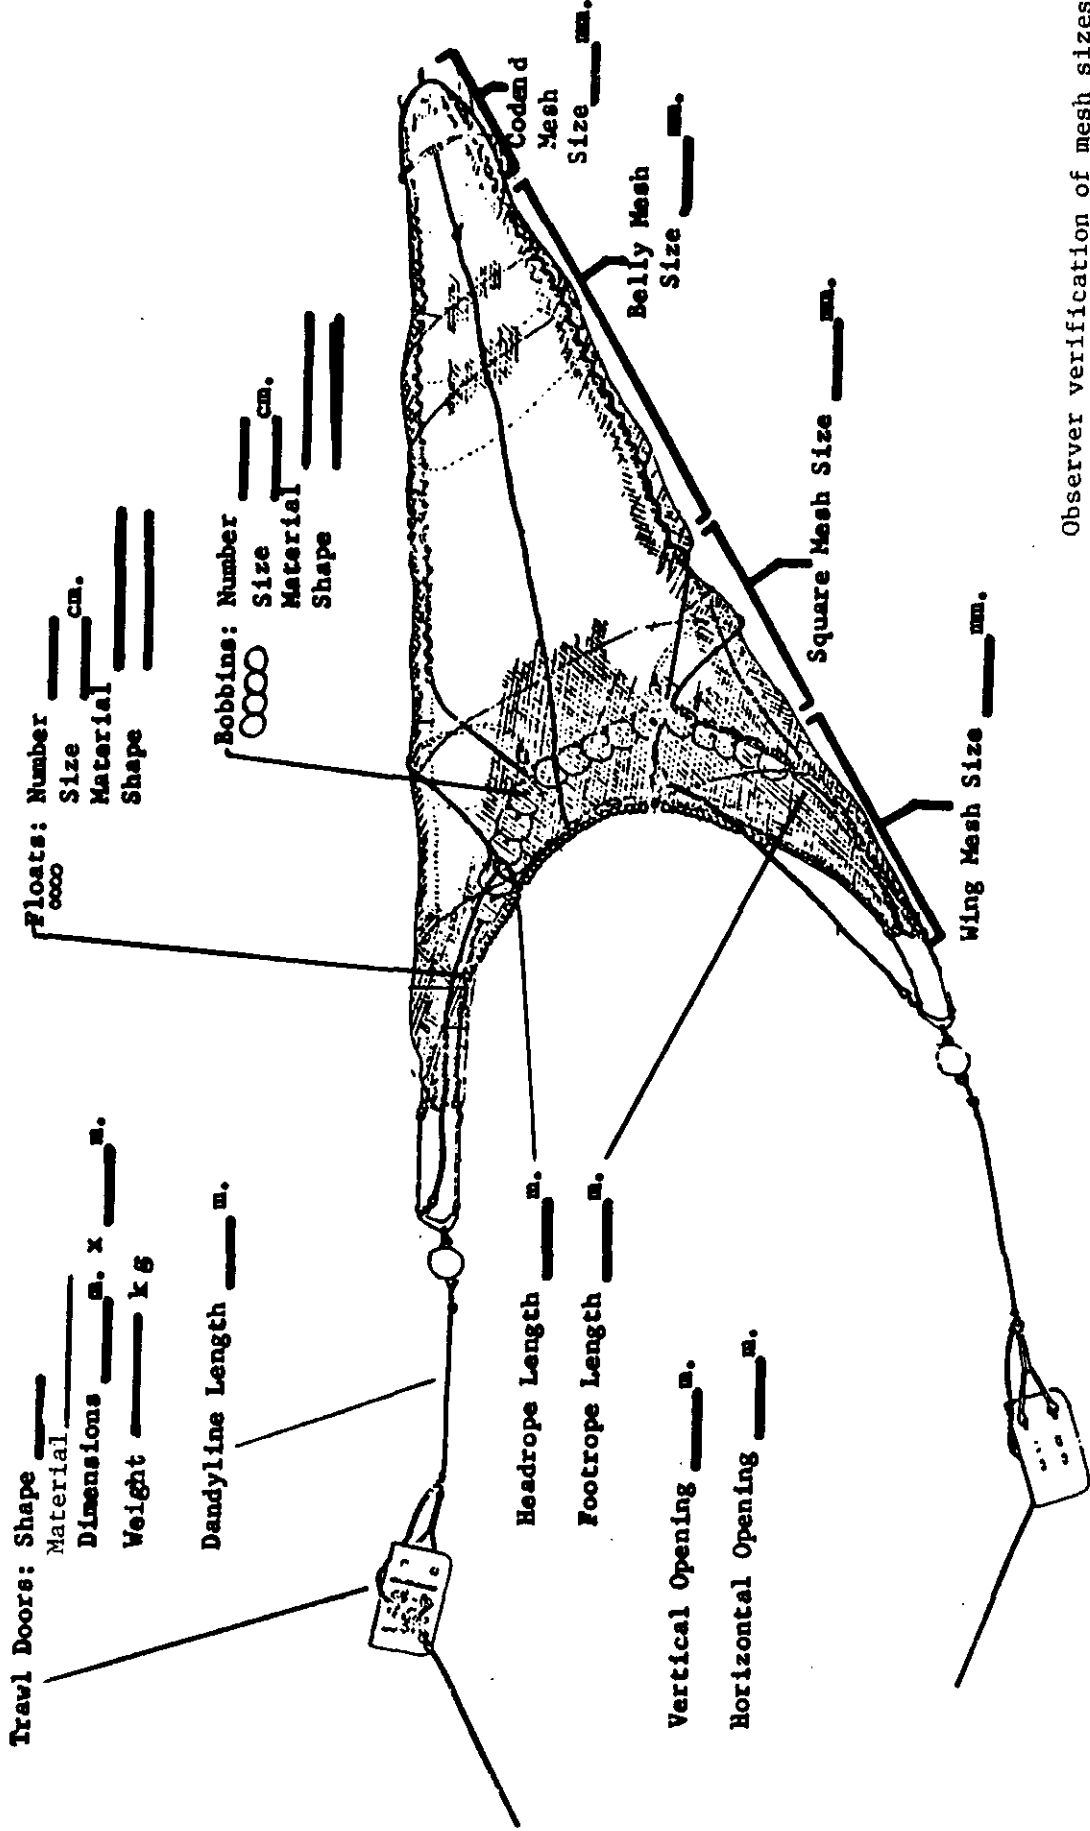 Trawl Doors: Shape
Material
Dimensions m. x m.
Weight kg
Dandyline Length m.
Floats: Number
Size cm.
Material
Shape
Bobbins: Number
Size cm.
Material
Shape
Headrope Length m.
Footrope Length m.
Vertical Opening m.
Horizontal Opening m.
Codend
Mesh
Size mm.
Belly Mesh
Size mm.
Square Mesh Size mm.
Wing Mesh Size mm.
Observer verification of mesh sizes